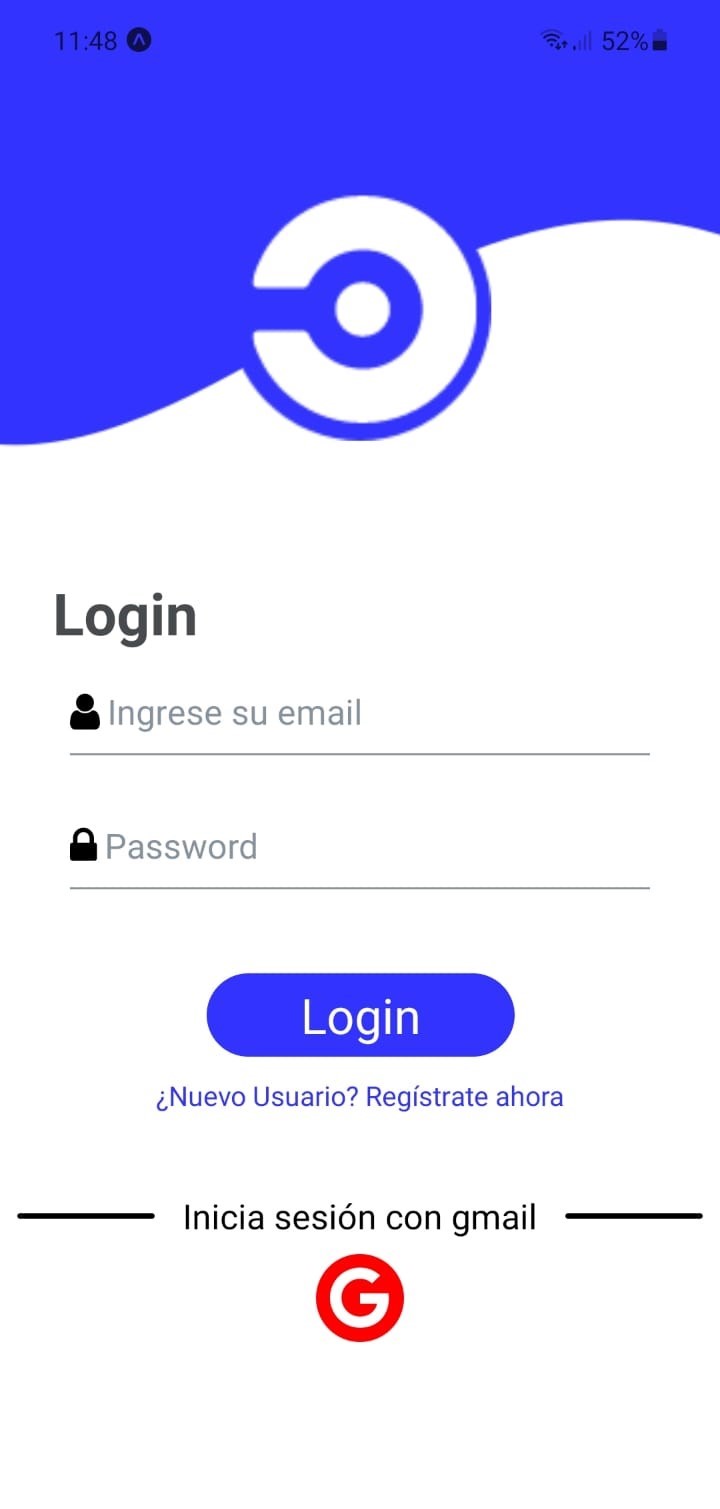 11:48
52%
Login
Ingrese su email
Password
Login
¿Nuevo Usuario? Regístrate ahora
Inicia sesión con gmail
G